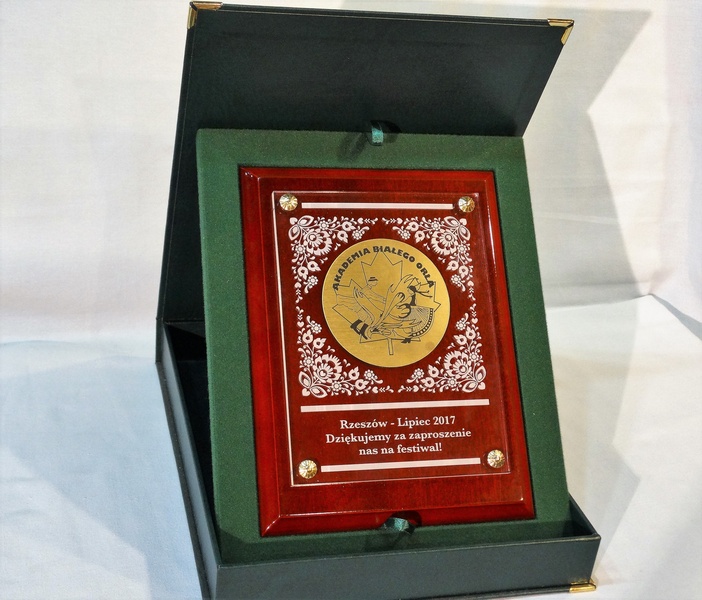 AKADEMIA BIAŁEGO ORŁA
Rzeszów - Lipiec 2017
Dziękujemy za zaproszenie
nas na festiwal!